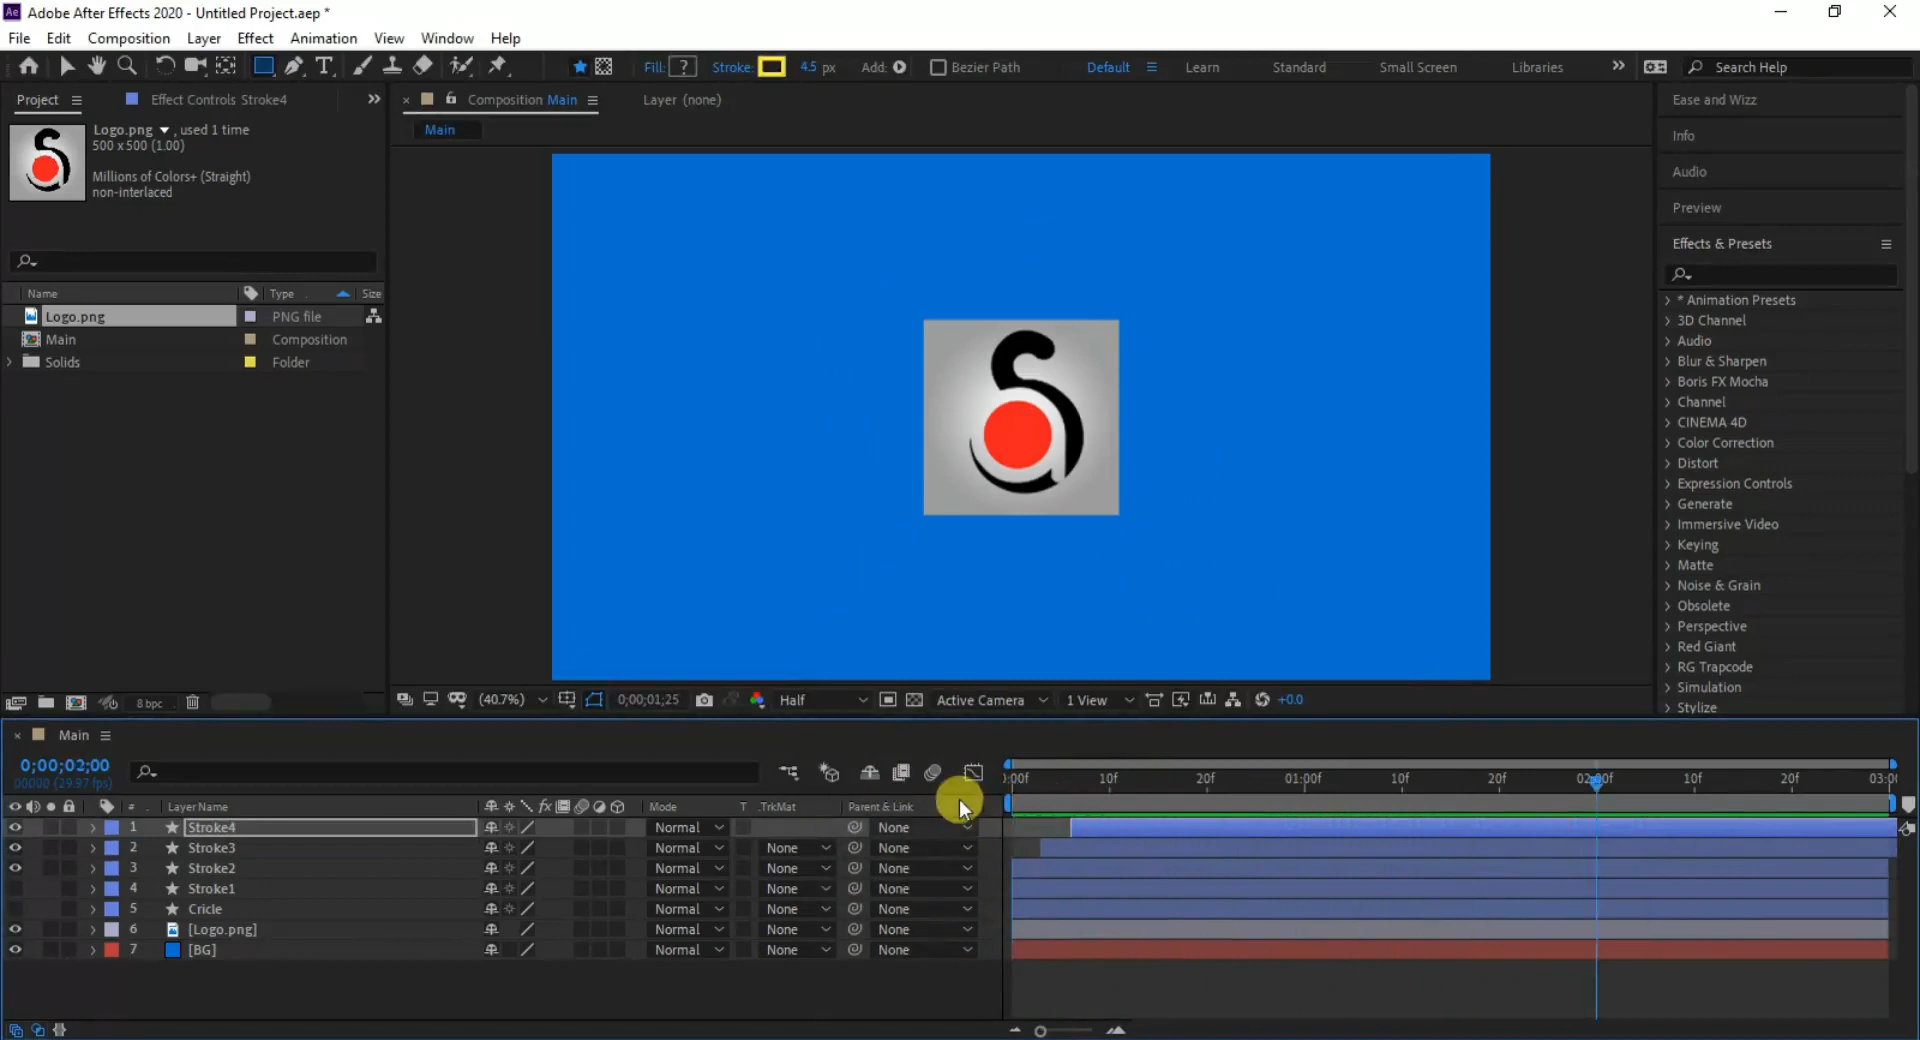 Adobe After Effects 2020 - Untitled Project.aep *
File Edit Composition Layer Effect Animation View Window Help
Fill: ? Stroke: 4.5 px Add: Bezier Path Default Learn Standard Small Screen Libraries Search Help
Project Effect Controls Stroke4 Composition Main Layer (none)
Main
Logo.png , used 1 time
500 x 500 (1.00)
Millions of Colors+ (Straight)
non-interlaced
Name Type Size
Logo.png PNG file
Main Composition
Solids Folder
8 bpc
(40.7%) 0;00;01;25 Half Active Camera 1 View +0.0
Ease and Wizz
Info
Audio
Preview
Effects & Presets
* Animation Presets
3D Channel
Audio
Blur & Sharpen
Boris FX Mocha
Channel
CINEMA 4D
Color Correction
Distort
Expression Controls
Generate
Immersive Video
Keying
Matte
Noise & Grain
Obsolete
Perspective
Red Giant
RG Trapcode
Simulation
Stylize
Main
0;00;02;00
00000 (29.97 fps)
):00f 10f 20f 01:00f 10f 20f 02:00f 10f 20f 03:0(
# Layer Name fx Mode T .TrkMat Parent & Link
1 Stroke4 Normal None
2 Stroke3 Normal None None
3 Stroke2 Normal None None
4 Stroke1 Normal None None
5 Cricle Normal None None
6 [Logo.png] Normal None None
7 [BG] Normal None None